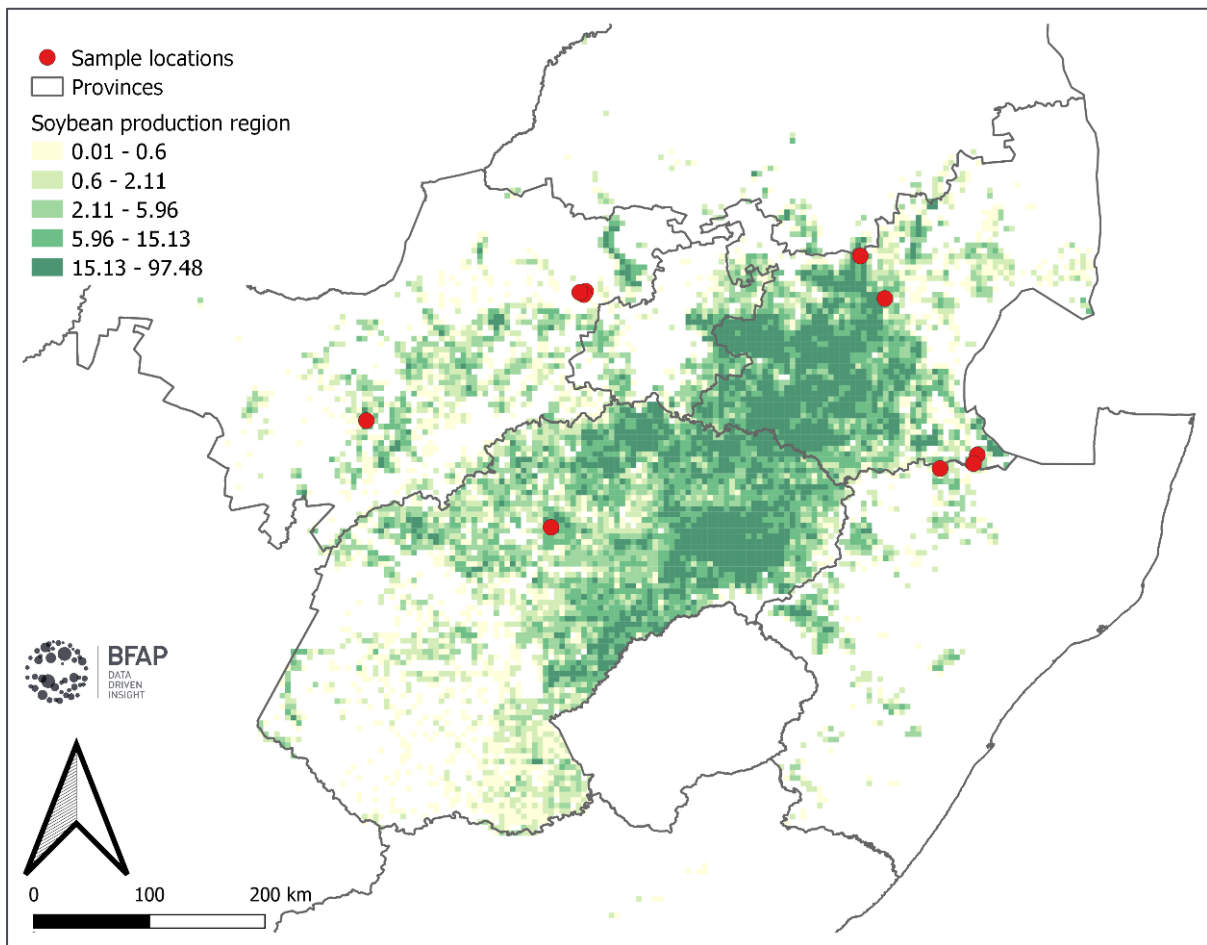 Sample locations
Provinces
Soybean production region
0.01 - 0.6
0.6 - 2.11
2.11 - 5.96
5.96 - 15.13
15.13 - 97.48
BFAP
DATA
DRIVEN
INSIGHT
0 100 200 km